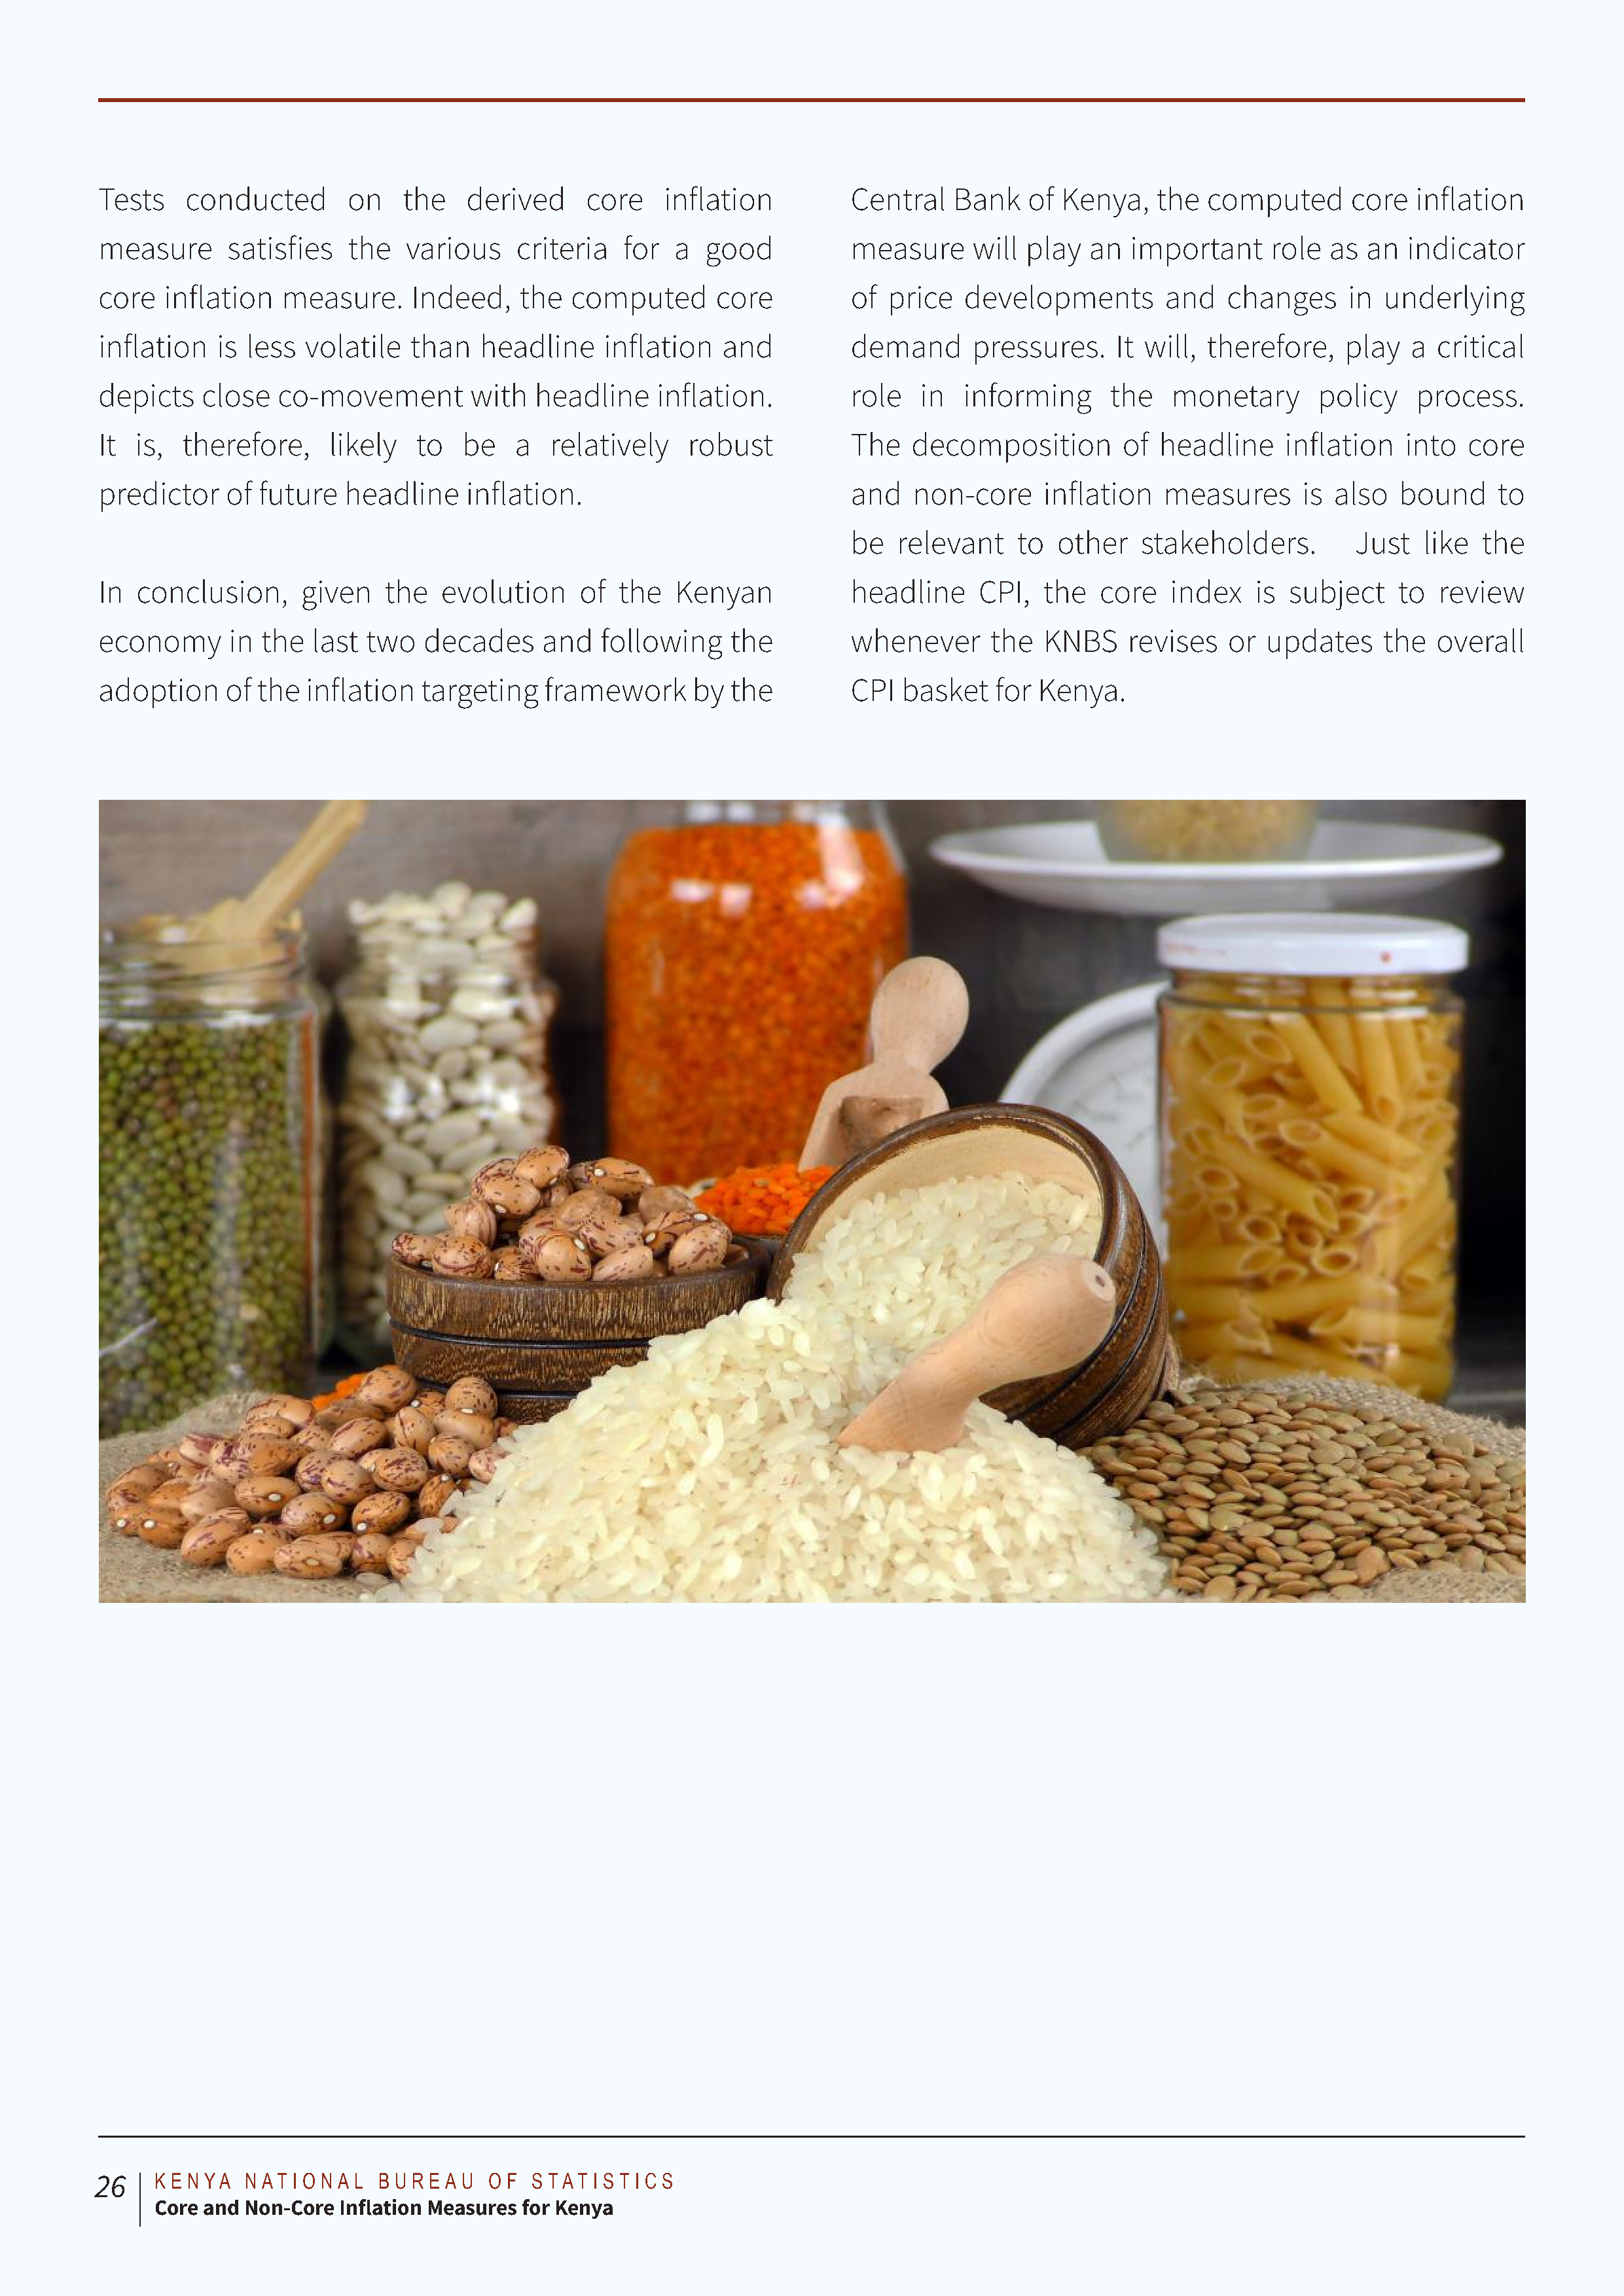 Tests conducted on the derived core inflation
measure satisfies the various criteria for a good
core inflation measure. Indeed, the computed core
inflation is less volatile than headline inflation and
depicts close co-movement with headline inflation.
It is, therefore, likely to be a relatively robust
predictor of future headline inflation.
In conclusion, given the evolution of the Kenyan
economy in the last two decades and following the
adoption of the inflation targeting framework by the
Central Bank of Kenya, the computed core inflation
measure will play an important role as an indicator
of price developments and changes in underlying
demand pressures. It will, therefore, play a critical
role in informing the monetary policy process.
The decomposition of headline inflation into core
and non-core inflation measures is also bound to
be relevant to other stakeholders. Just like the
headline CPI, the core index is subject to review
whenever the KNBS revises or updates the overall
CPI basket for Kenya.
26
KENYA NATIONAL BUREAU OF STATISTICS
Core and Non-Core Inflation Measures for Kenya